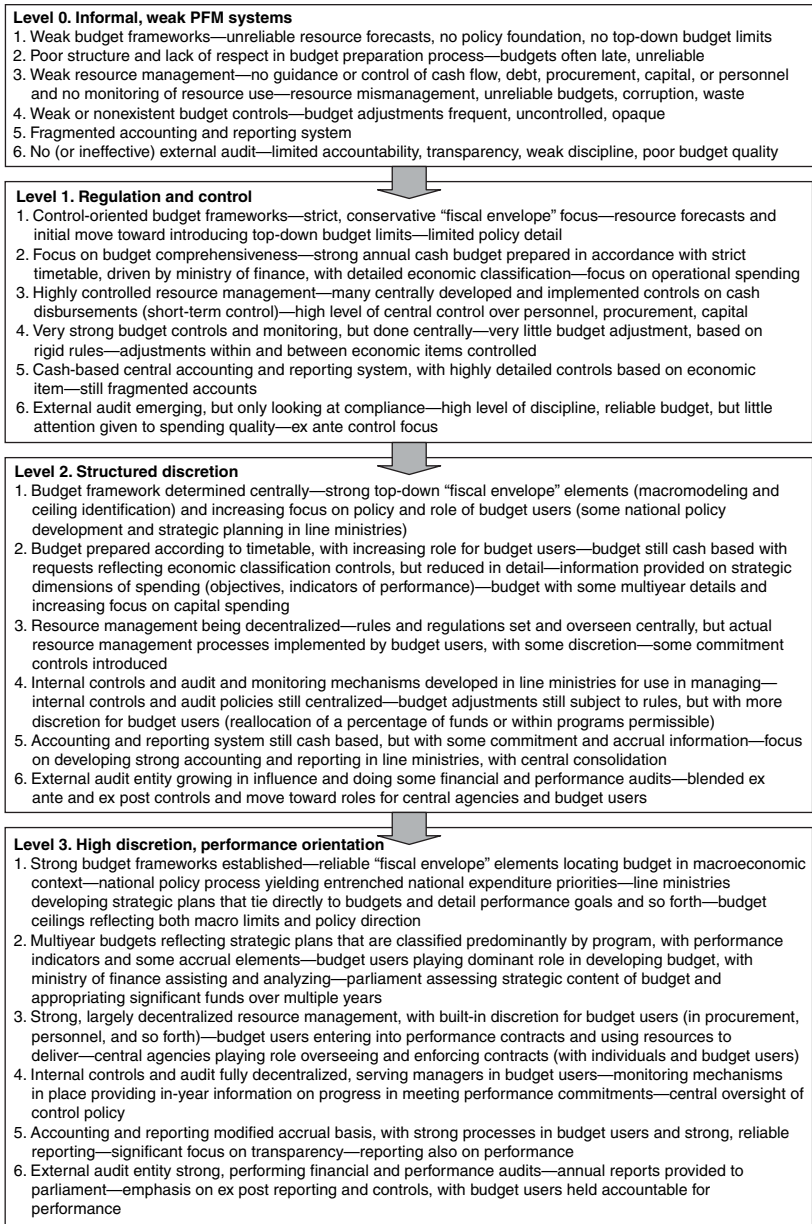 Level 0. Informal, weak PFM systems
1. Weak budget frameworks—unreliable resource forecasts, no policy foundation, no top-down budget limits
2. Poor structure and lack of respect in budget preparation process—budgets often late, unreliable
3. Weak resource management—no guidance or control of cash flow, debt, procurement, capital, or personnel
and no monitoring of resource use—resource mismanagement, unreliable budgets, corruption, waste
4. Weak or nonexistent budget controls—budget adjustments frequent, uncontrolled, opaque
5. Fragmented accounting and reporting system
6. No (or ineffective) external audit—limited accountability, transparency, weak discipline, poor budget quality
Level 1. Regulation and control
1. Control-oriented budget frameworks—strict, conservative “fiscal envelope” focus—resource forecasts and
initial move toward introducing top-down budget limits—limited policy detail
2. Focus on budget comprehensiveness—strong annual cash budget prepared in accordance with strict
timetable, driven by ministry of finance, with detailed economic classification—focus on operational spending
3. Highly controlled resource management—many centrally developed and implemented controls on cash
disbursements (short-term control)—high level of central control over personnel, procurement, capital
4. Very strong budget controls and monitoring, but done centrally—very little budget adjustment, based on
rigid rules—adjustments within and between economic items controlled
5. Cash-based central accounting and reporting system, with highly detailed controls based on economic
item—still fragmented accounts
6. External audit emerging, but only looking at compliance—high level of discipline, reliable budget, but little
attention given to spending quality—ex ante control focus
Level 2. Structured discretion
1. Budget framework determined centrally—strong top-down “fiscal envelope” elements (macromodeling and
ceiling identification) and increasing focus on policy and role of budget users (some national policy
development and strategic planning in line ministries)
2. Budget prepared according to timetable, with increasing role for budget users—budget still cash based with
requests reflecting economic classification controls, but reduced in detail—information provided on strategic
dimensions of spending (objectives, indicators of performance)—budget with some multiyear details and
increasing focus on capital spending
3. Resource management being decentralized—rules and regulations set and overseen centrally, but actual
resource management processes implemented by budget users, with some discretion—some commitment
controls introduced
4. Internal controls and audit and monitoring mechanisms developed in line ministries for use in managing—
internal controls and audit policies still centralized—budget adjustments still subject to rules, but with more
discretion for budget users (reallocation of a percentage of funds or within programs permissible)
5. Accounting and reporting system still cash based, but with some commitment and accrual information—focus
on developing strong accounting and reporting in line ministries, with central consolidation
6. External audit entity growing in influence and doing some financial and performance audits—blended ex
ante and ex post controls and move toward roles for central agencies and budget users
Level 3. High discretion, performance orientation
1. Strong budget frameworks established—reliable “fiscal envelope” elements locating budget in macroeconomic
context—national policy process yielding entrenched national expenditure priorities—line ministries
developing strategic plans that tie directly to budgets and detail performance goals and so forth—budget
ceilings reflecting both macro limits and policy direction
2. Multiyear budgets reflecting strategic plans that are classified predominantly by program, with performance
indicators and some accrual elements—budget users playing dominant role in developing budget, with
ministry of finance assisting and analyzing—parliament assessing strategic content of budget and
appropriating significant funds over multiple years
3. Strong, largely decentralized resource management, with built-in discretion for budget users (in procurement,
personnel, and so forth)—budget users entering into performance contracts and using resources to
deliver—central agencies playing role overseeing and enforcing contracts (with individuals and budget users)
4. Internal controls and audit fully decentralized, serving managers in budget users—monitoring mechanisms
in place providing in-year information on progress in meeting performance commitments—central oversight of
control policy
5. Accounting and reporting modified accrual basis, with strong processes in budget users and strong, reliable
reporting—significant focus on transparency—reporting also on performance
6. External audit entity strong, performing financial and performance audits—annual reports provided to
parliament—emphasis on ex post reporting and controls, with budget users held accountable for
performance